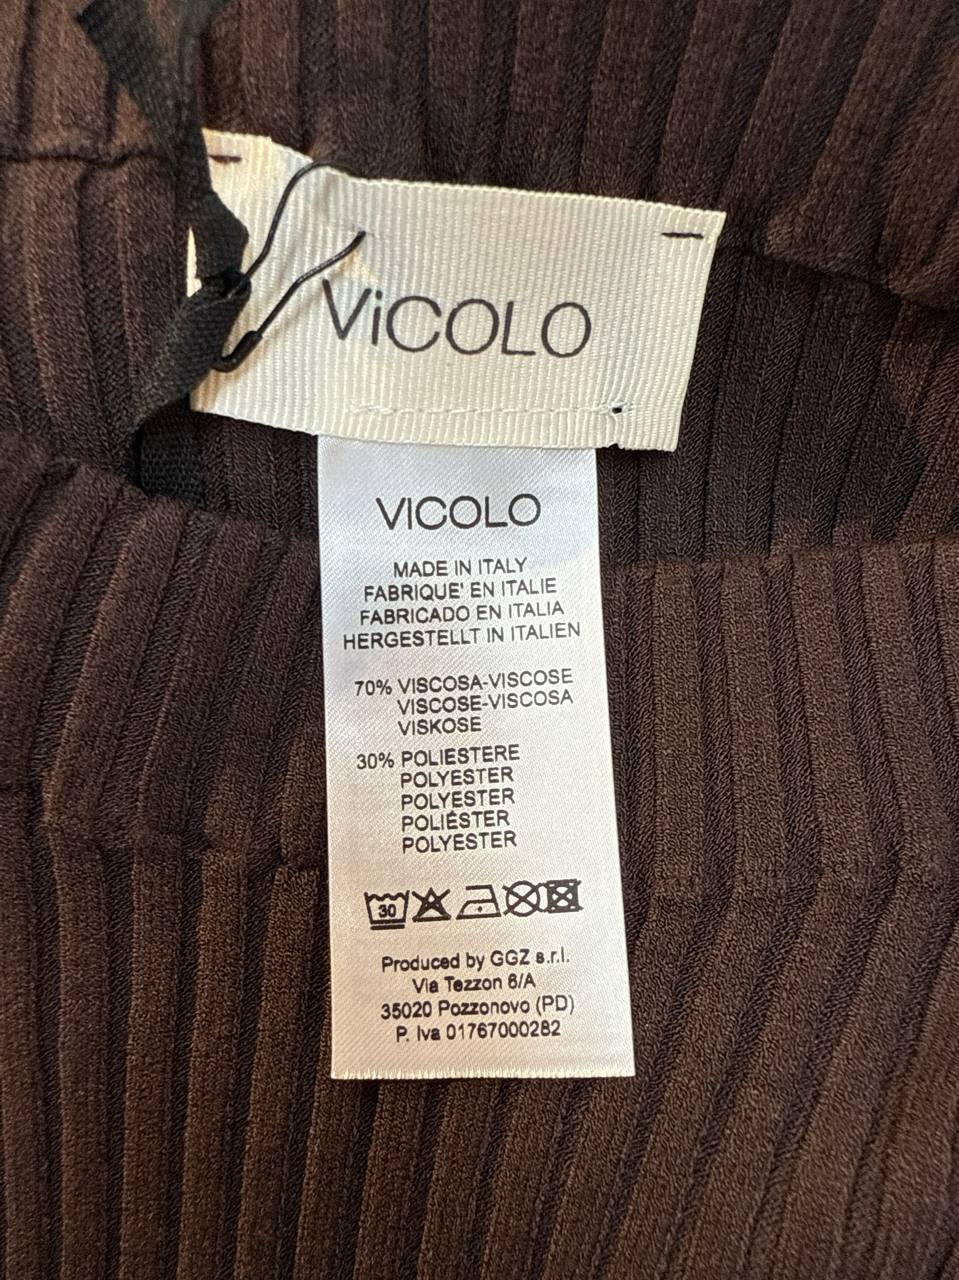 ViCOLO
VICOLO
MADE IN ITALY
FABRIQUE' EN ITALIE
FABRICADO EN ITALIA
HERGESTELLT IN ITALIEN
70% VISCOSA-VISCOSE
VISCOSE-VISCOSA
VISKOSE
30% POLIESTERE
POLYESTER
POLYESTER
POLIÉSTER
POLYESTER
30
Produced by GGZ s.r.l.
Via Tezzon 6/A
35020 Pozzonovo (PD)
P. Iva 01767000282